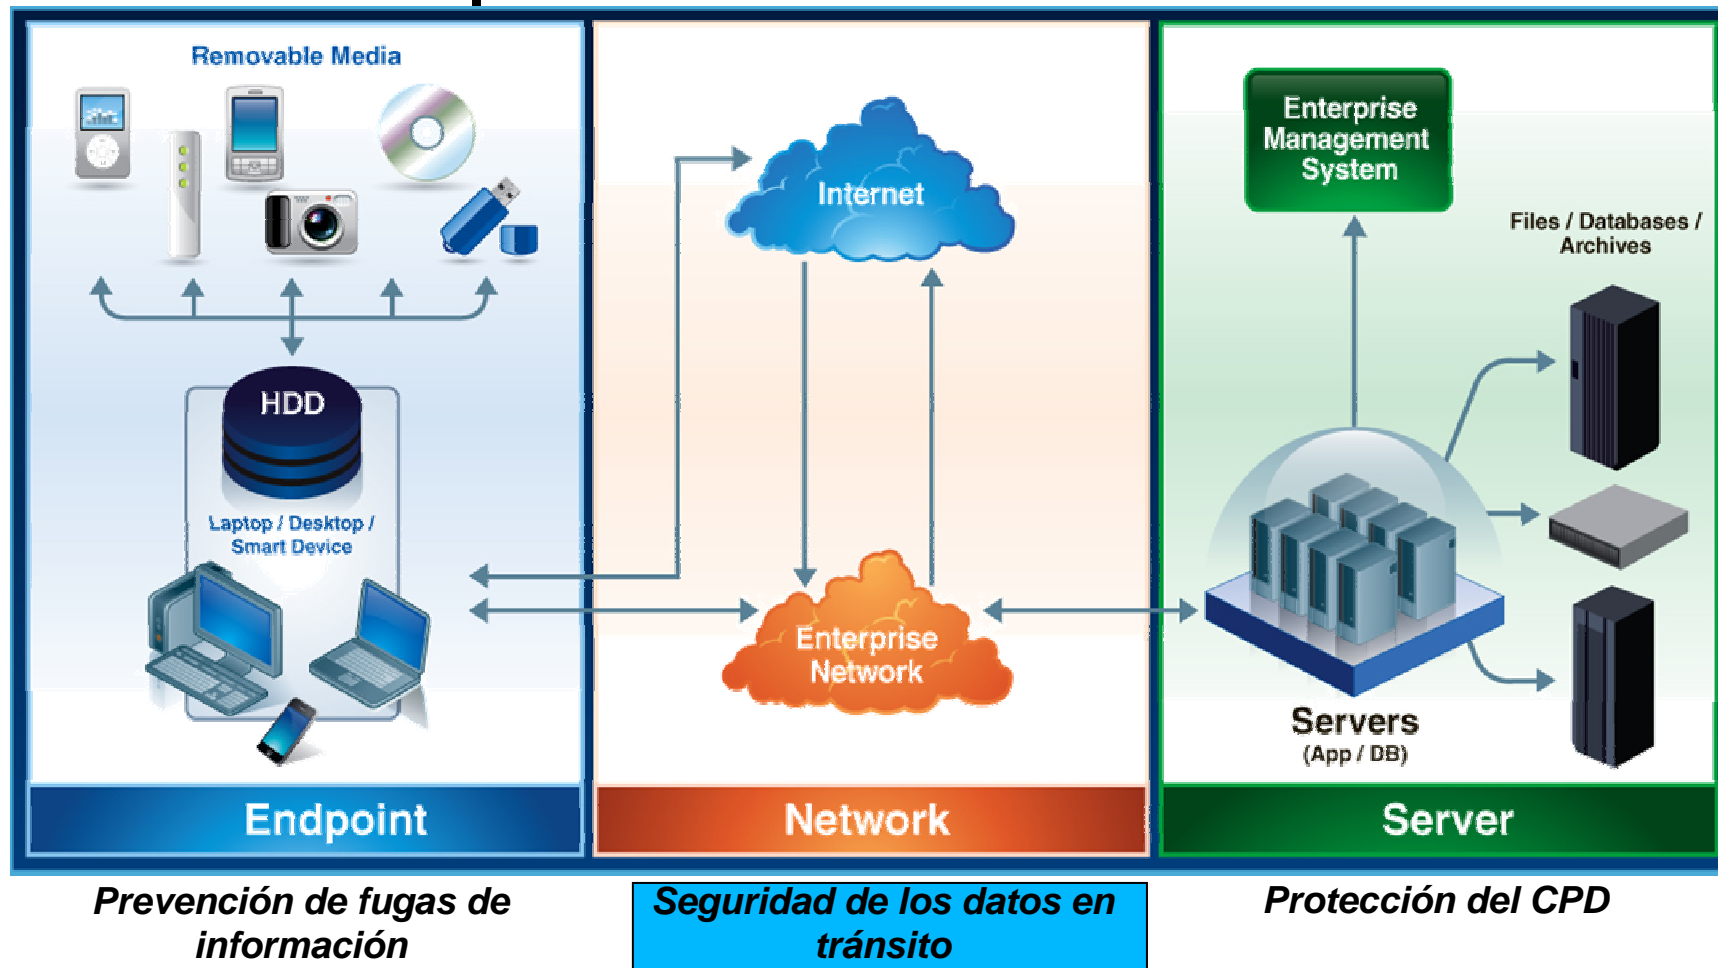 Removable Media
HDD
Laptop / Desktop /
Smart Device
Endpoint
Prevención de fugas de
información
Internet
Enterprise
Network
Network
Seguridad de los datos en
tránsito
Enterprise
Management
System
Files / Databases /
Archives
Servers
(App / DB)
Server
Protección del CPD